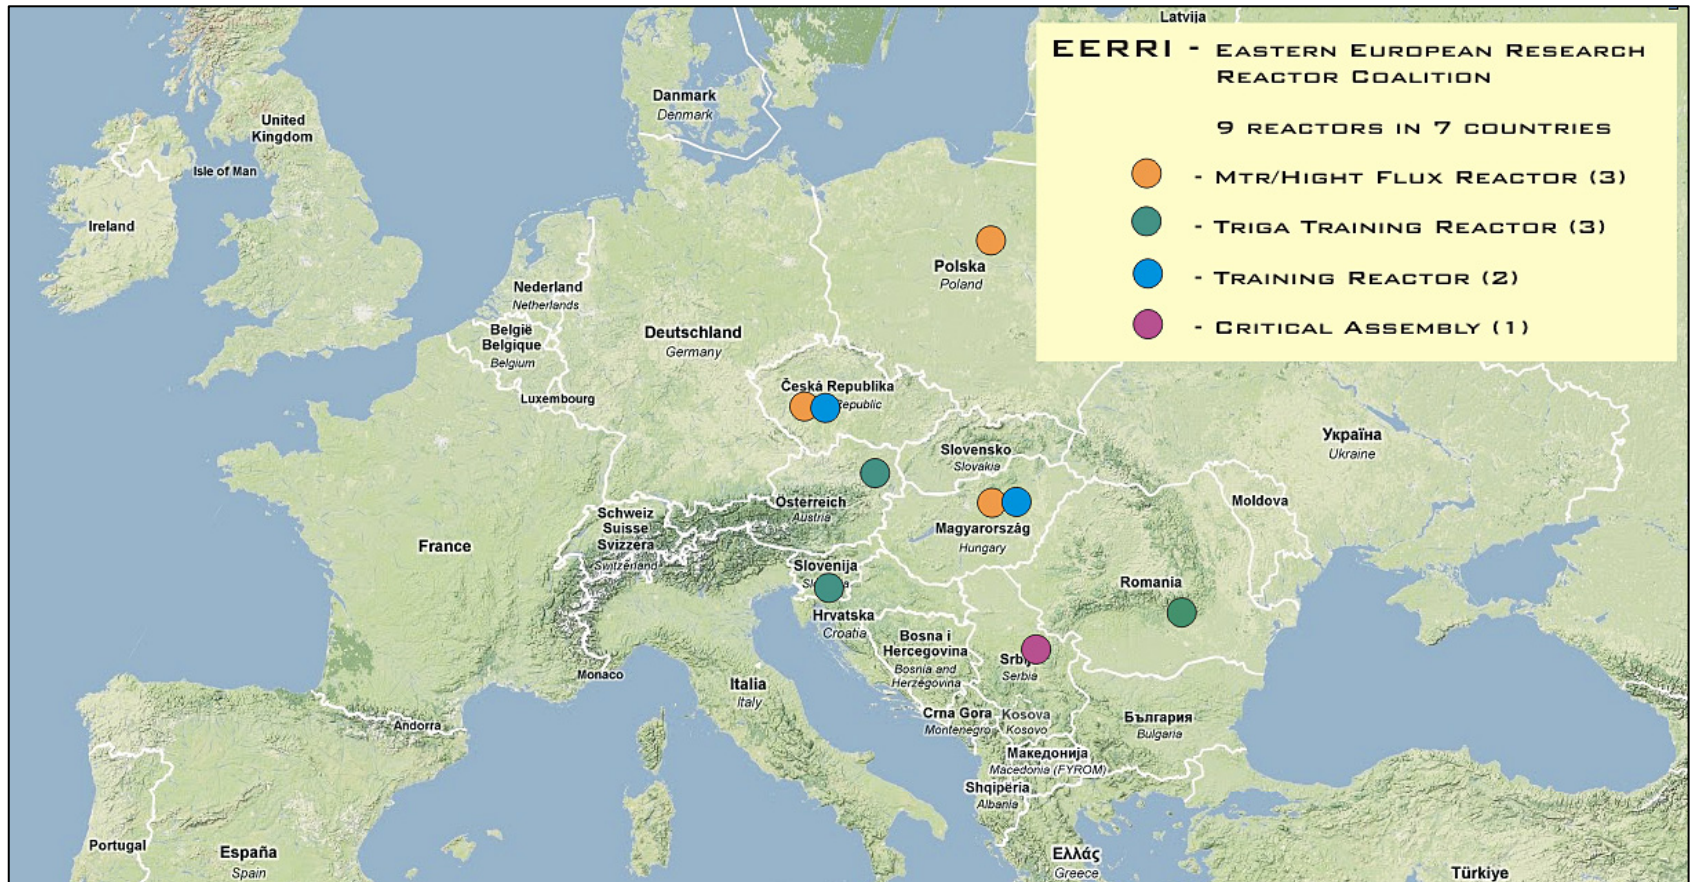 Latvija
EERRI - Eastern European Research
Reactor Coalition
9 reactors in 7 countries
- Mtr/Hight Flux Reactor (3)
- Triga Training Reactor (3)
- Training Reactor (2)
- Critical Assembly (1)
Danmark
Denmark
United
Kingdom
Isle of Man
Ireland
Polska
Poland
Nederland
Netherlands
België
Belgique
Belgium
Deutschland
Germany
Luxembourg
Česká Republika
Republic
Україна
Ukraine
Slovensko
Slovakia
Österreich
Austria
Moldova
Schweiz
Suisse
Svizzera
Switzerland
Magyarország
Hungary
France
Slovenija
Romania
Hrvatska
Croatia
Bosna i
Hercegovina
Bosnia and
Herzegovina
Serbia
Monaco
Italia
Italy
Crna Gora
Montenegro
Kosova
Kosovo
България
Bulgaria
Andorra
Македонија
Macedonia (FYROM)
Shqipëria
Albania
Portugal
España
Spain
Ελλάς
Greece
Türkiye